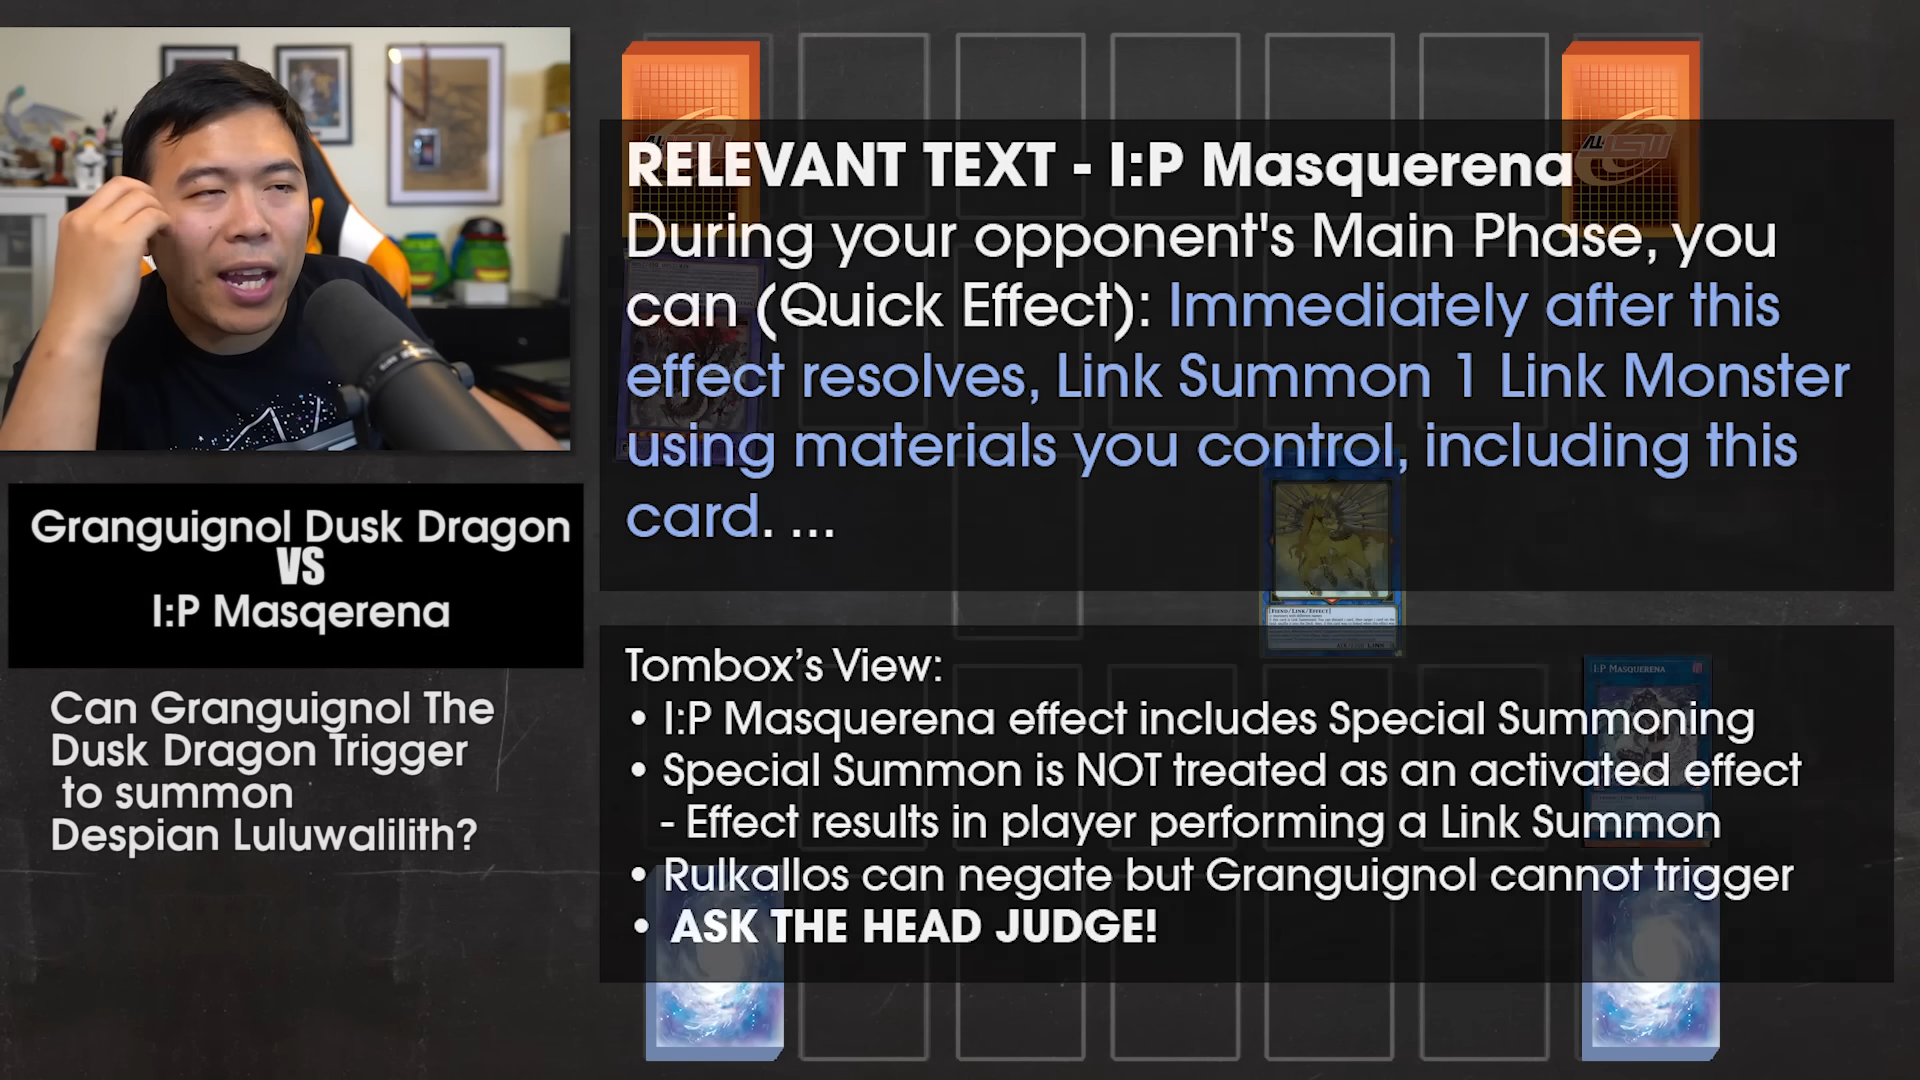 RELEVANT TEXT - I:P Masquerena
During your opponent's Main Phase, you
can (Quick Effect): Immediately after this
effect resolves, Link Summon 1 Link Monster
using materials you control, including this
card. ...
Granguignol Dusk Dragon
VS
I:P Masqerena
Can Granguignol The
Dusk Dragon Trigger
to summon
Despian Luluwalilith?
Tombox's View:
• I:P Masquerena effect includes Special Summoning
• Special Summon is NOT treated as an activated effect
- Effect results in player performing a Link Summon
• Rulkallos can negate but Granguignol cannot trigger
• ASK THE HEAD JUDGE!
I:P MASQUERENA
[FIEND/LINK/EFFECT]